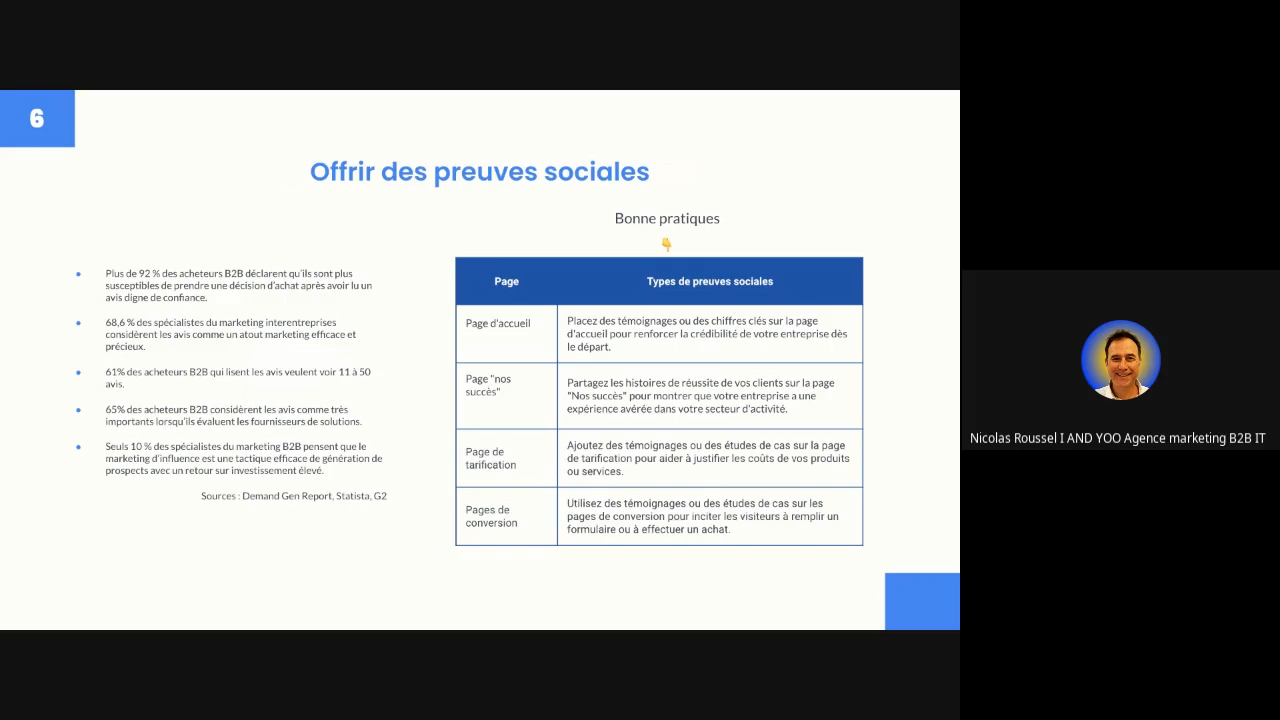 6
Offrir des preuves sociales
Bonne pratiques
👇
Plus de 92 % des acheteurs B2B déclarent qu'ils sont plus
susceptibles de prendre une décision d'achat après avoir lu un
avis digne de confiance.
68,6 % des spécialistes du marketing interentreprises
considèrent les avis comme un atout marketing efficace et
précieux.
61% des acheteurs B2B qui lisent les avis veulent voir 11 à 50
avis.
65% des acheteurs B2B considèrent les avis comme très
importants lorsqu'ils évaluent les fournisseurs de solutions.
Seuls 10 % des spécialistes du marketing B2B pensent que le
marketing d'influence est une tactique efficace de génération de
prospects avec un retour sur investissement élevé.
Sources : Demand Gen Report, Statista, G2
Page
Types de preuves sociales
Page d'accueil
Placez des témoignages ou des chiffres clés sur la page
d'accueil pour renforcer la crédibilité de votre entreprise dès
le départ.
Page "nos
succès"
Partagez les histoires de réussite de vos clients sur la page
"Nos succès" pour montrer que votre entreprise a une
expérience avérée dans votre secteur d'activité.
Page de
tarification
Ajoutez des témoignages ou des études de cas sur la page
de tarification pour aider à justifier les coûts de vos produits
ou services.
Pages de
conversion
Utilisez des témoignages ou des études de cas sur les
pages de conversion pour inciter les visiteurs à remplir un
formulaire ou à effectuer un achat.
Nicolas Roussel I AND YOO Agence marketing B2B IT